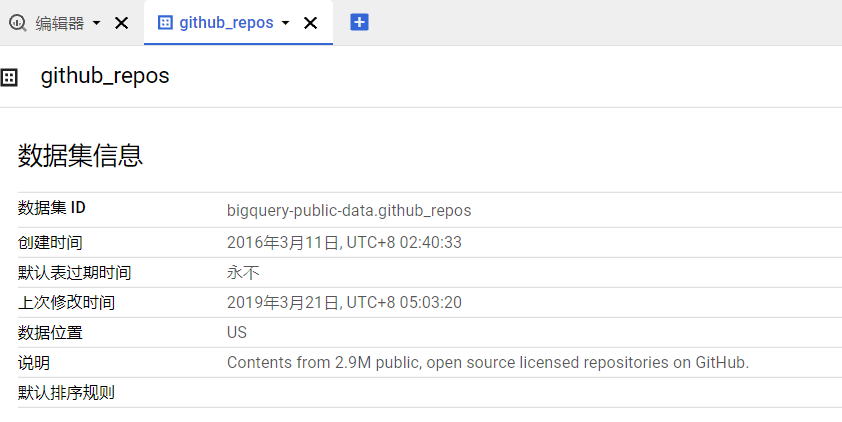 编辑器 github_repos
github_repos
数据集信息
数据集 ID bigquery-public-data.github_repos
创建时间 2016年3月11日, UTC+8 02:40:33
默认表过期时间 永不
上次修改时间 2019年3月21日, UTC+8 05:03:20
数据位置 US
说明 Contents from 2.9M public, open source licensed repositories on GitHub.
默认排序规则